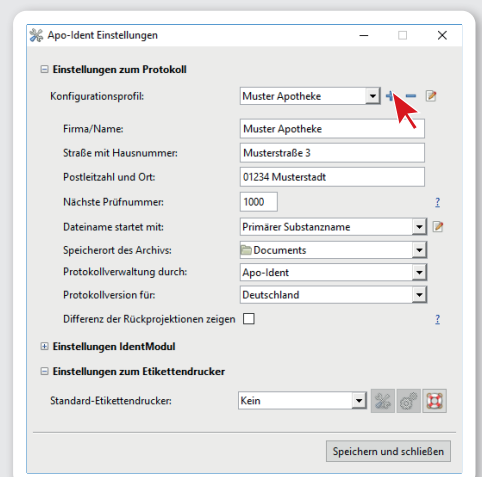 Apo-Ident Einstellungen
Einstellungen zum Protokoll
Konfigurationsprofil: Muster Apotheke
Firma/Name: Muster Apotheke
Straße mit Hausnummer: Musterstraße 3
Postleitzahl und Ort: 01234 Musterstadt
Nächste Prüfnummer: 1000 ?
Dateiname startet mit: Primärer Substanzname
Speicherort des Archivs: Documents
Protokollverwaltung durch: Apo-Ident
Protokollversion für: Deutschland
Differenz der Rückprojektionen zeigen ?
Einstellungen IdentModul
Einstellungen zum Etikettendrucker
Standard-Etikettendrucker: Kein
Speichern und schließen